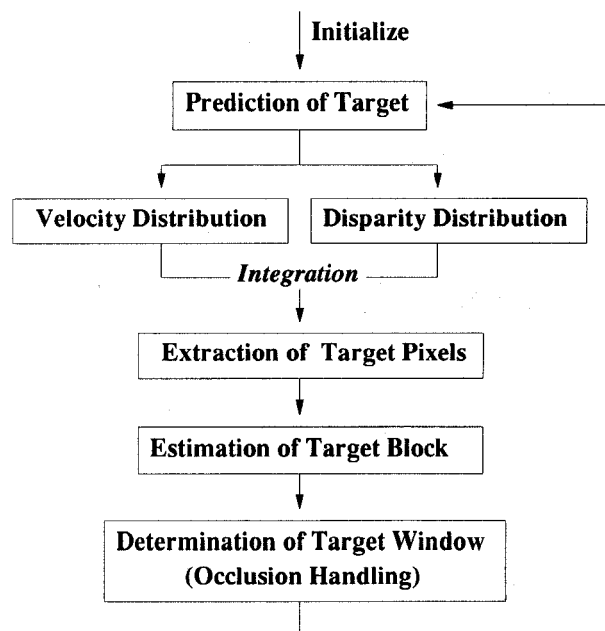 Initialize
Prediction of Target
Velocity Distribution
Disparity Distribution
Integration
Extraction of Target Pixels
Estimation of Target Block
Determination of Target Window
(Occlusion Handling)